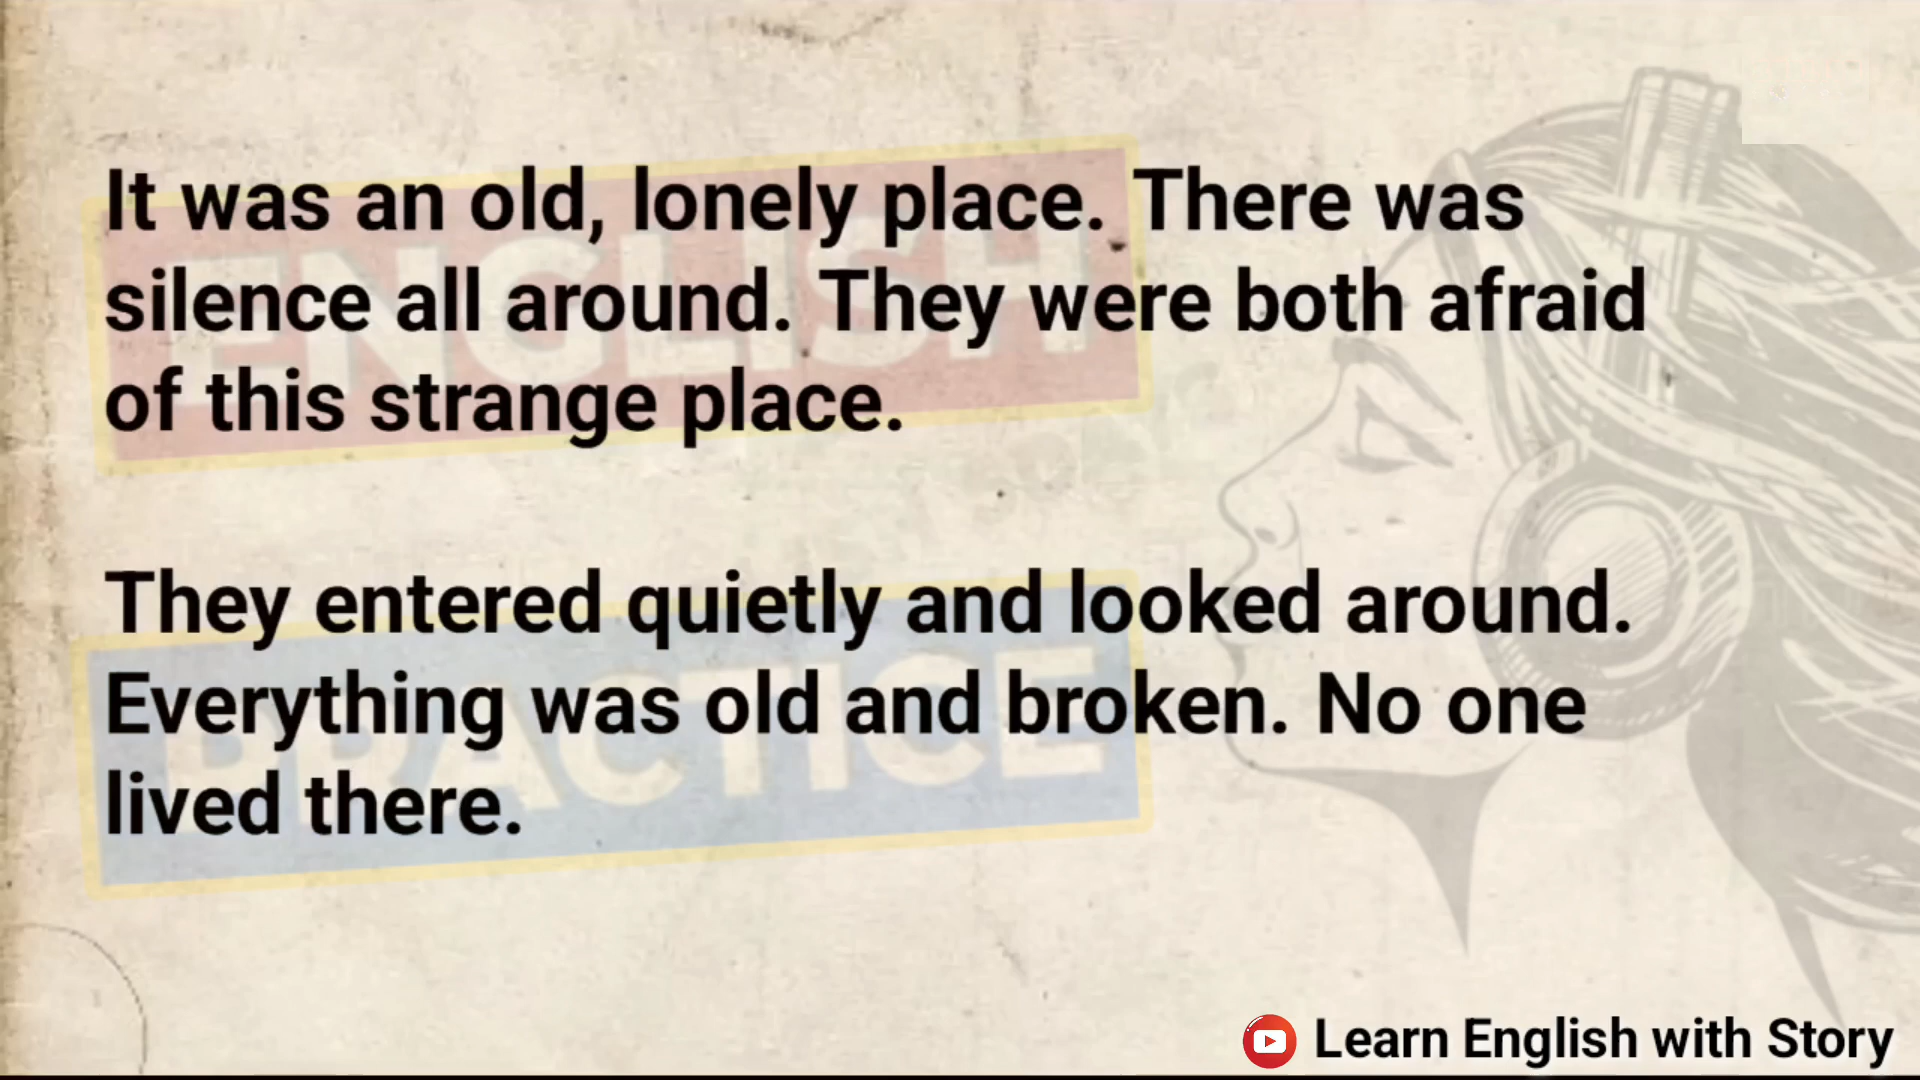 It was an old, lonely place. There was
silence all around. They were both afraid
of this strange place.
They entered quietly and looked around.
Everything was old and broken. No one
lived there.
ENGLISH
PRACTICE
Learn English with Story